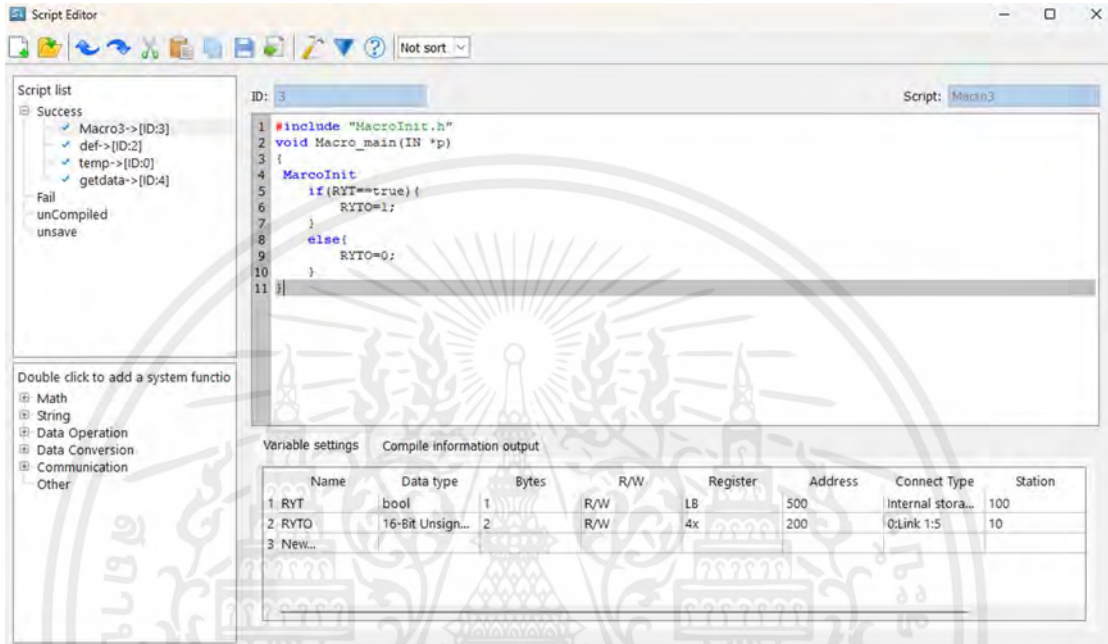 Script Editor
Not sort
Script list
Success
Macro3->[ID:3]
def->[ID:2]
temp->[ID:0]
getdata->[ID:4]
Fail
unCompiled
unsave
Double click to add a system functio
Math
String
Data Operation
Data Conversion
Communication
Other
ID: 3 Script: Macro3
1 #include "MacroInit.h"
2 void Macro_main(IN *p)
3 {
4 MarcoInit
5 if(RYT==true){
6 RYTO=1;
7 }
8 else{
9 RYTO=0;
10 }
11 }
Variable settings Compile information output
Name Data type Bytes R/W Register Address Connect Type Station
1 RYT bool 1 R/W LB 500 Internal stora... 100
2 RYTO 16-Bit Unsign... 2 R/W 4x 200 0:Link 1:5 10
3 New...